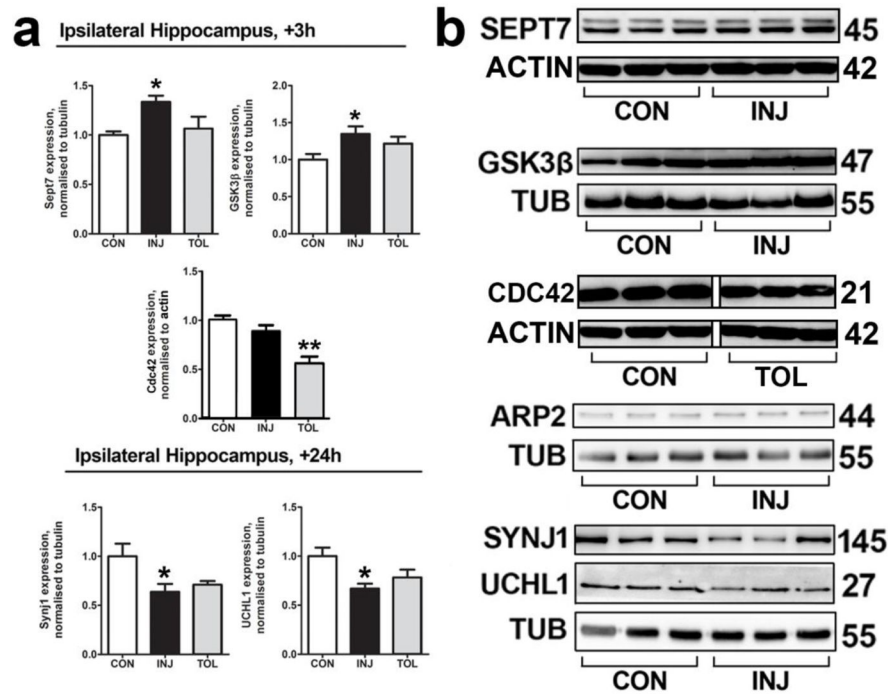 a
Ipsilateral Hippocampus, +3h
Sept7 expression,
normalised to tubulin
1.5
1.0
0.5
0.0
*
CON INJ TOL
GSK3β expression,
normalised to tubulin
2.0
1.5
1.0
0.5
0.0
*
CON INJ TOL
Cdc42 expression,
normalised to actin
1.5
1.0
0.5
0.0
**
CON INJ TOL
Ipsilateral Hippocampus, +24h
Synj1 expression,
normalised to tubulin
1.5
1.0
0.5
0.0
*
CON INJ TOL
UCHL1 expression,
normalised to tubulin
1.5
1.0
0.5
0.0
*
CON INJ TOL
b
SEPT7 45
ACTIN 42
CON INJ
GSK3β 47
TUB 55
CON INJ
CDC42 21
ACTIN 42
CON TOL
ARP2 44
TUB 55
CON INJ
SYNJ1 145
UCHL1 27
TUB 55
CON INJ